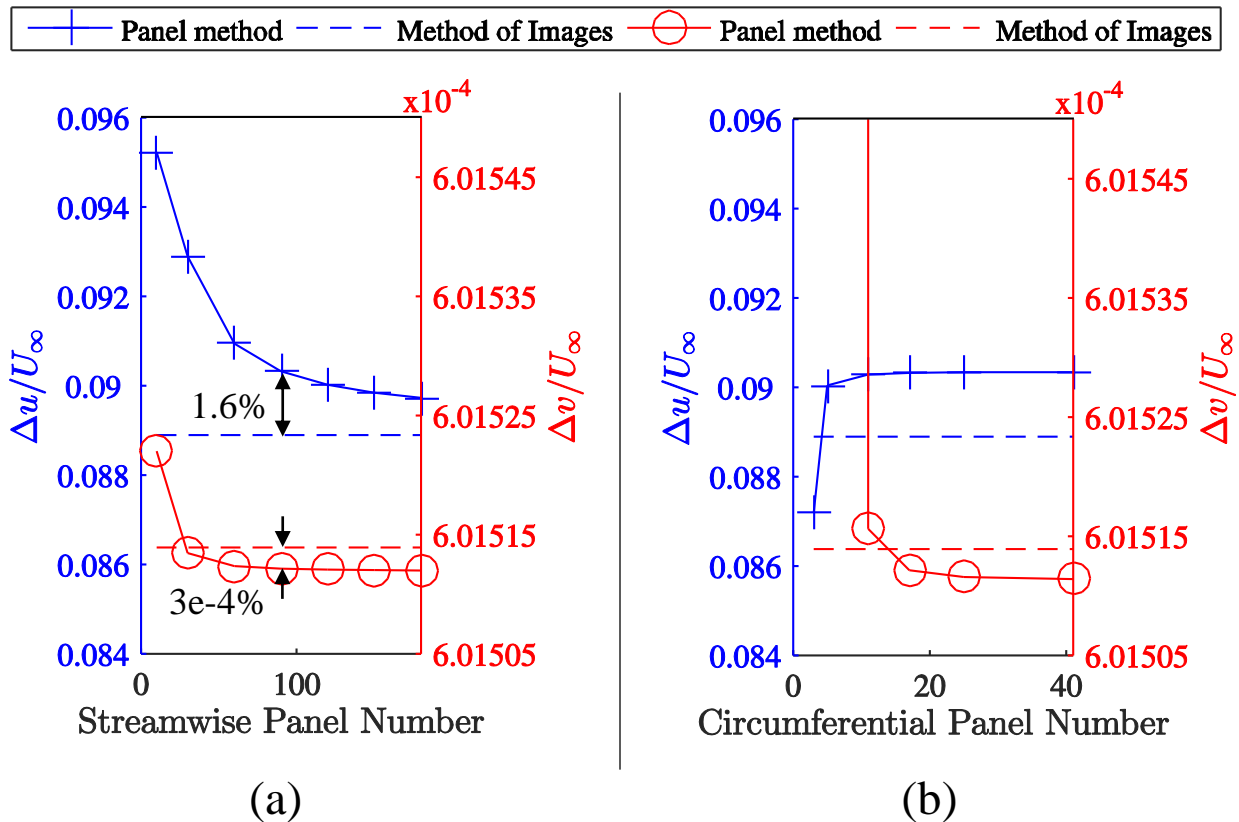 Panel method Method of Images Panel method Method of Images
x10-4
0.096
0.094
0.092
0.09
0.088
0.086
0.084
Δu/U∞
6.01545
6.01535
6.01525
6.01515
6.01505
Δv/U∞
1.6%
3e-4%
0 100
Streamwise Panel Number
(a)
x10-4
0.096
0.094
0.092
0.09
0.088
0.086
0.084
Δu/U∞
6.01545
6.01535
6.01525
6.01515
6.01505
Δv/U∞
0 20 40
Circumferential Panel Number
(b)